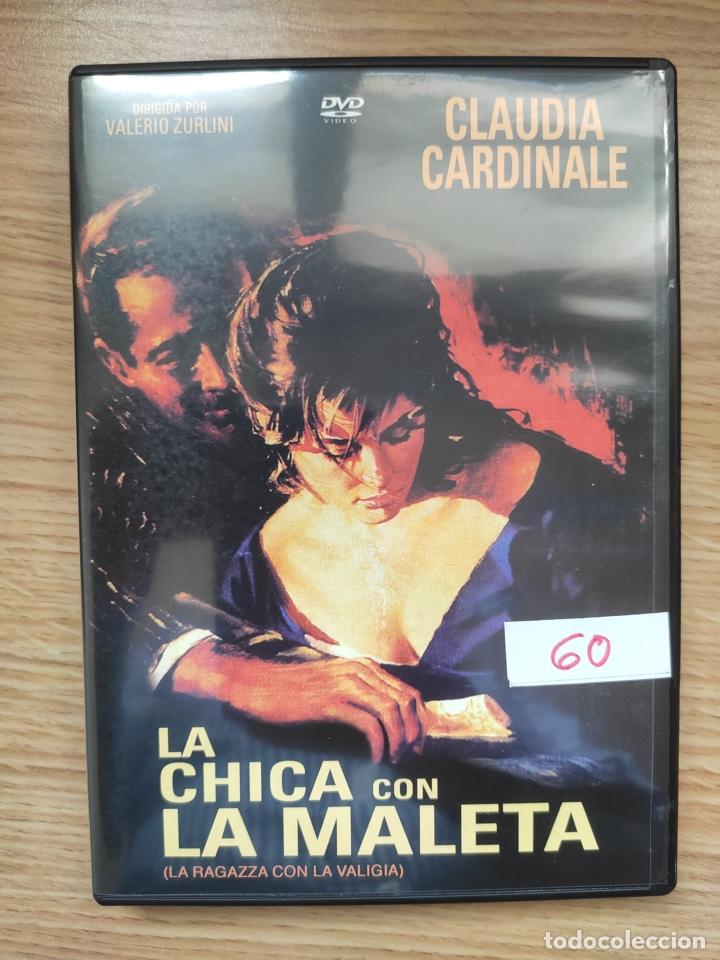 DIRIGIDA POR
VALERIO ZURLINI
DVD
VIDEO
CLAUDIA
CARDINALE
60
LA
CHICA CON
LA MALETA
(LA RAGAZZA CON LA VALIGIA)
todocoleccion